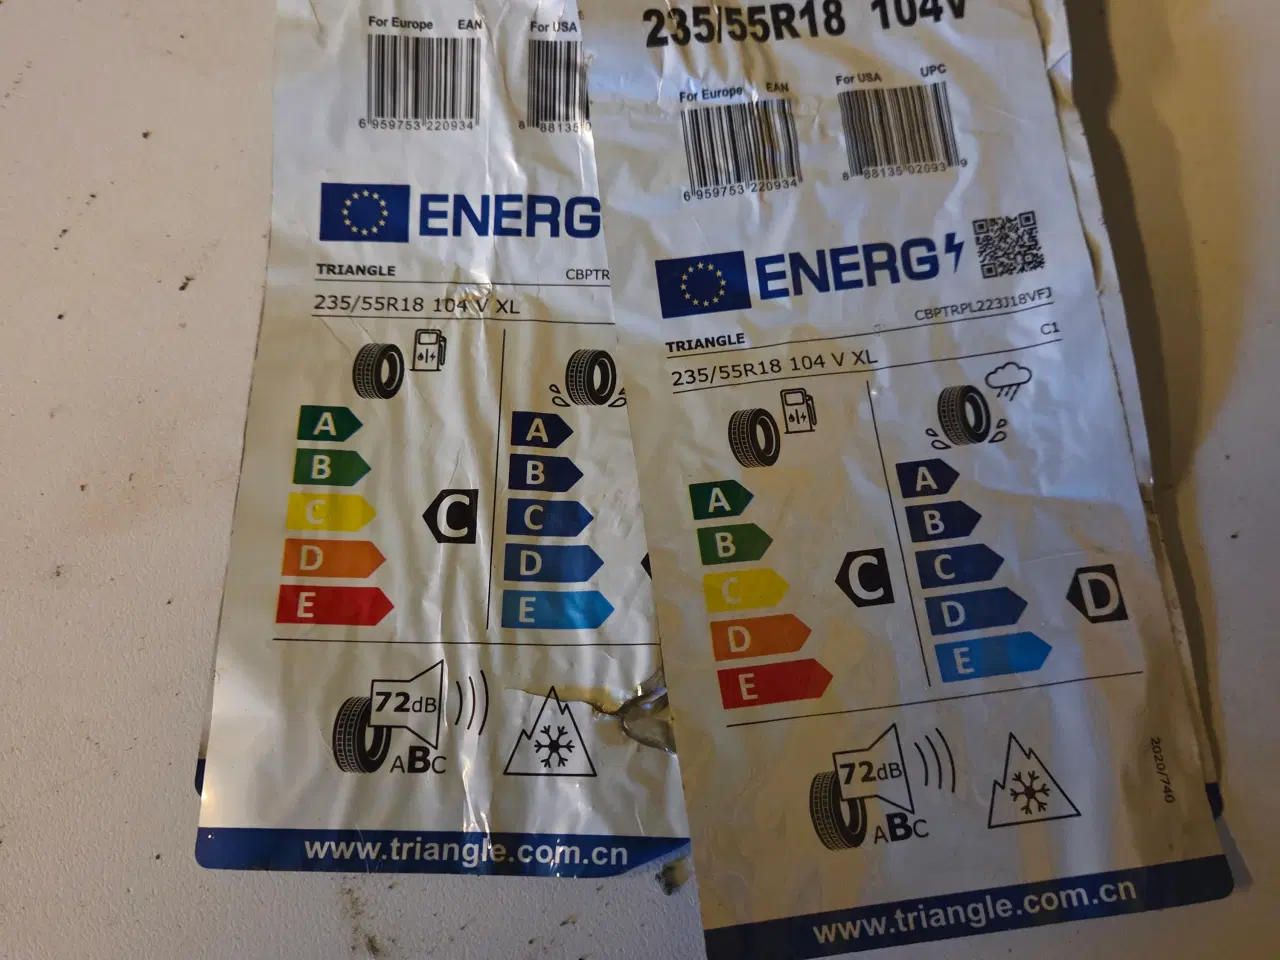 For Europe EAN For USA
6 959753 220934 8 88135
ENERG
TRIANGLE CBPTR
235/55R18 104 V XL
A A
B B
C C C
D D
E E
72dB
ABC
www.triangle.com.cn
235/55R18 104V
For Europe EAN For USA UPC
6 959753 220934 8 88135 02093 9
ENERG
TRIANGLE CBPTRPL223J18VFJ
235/55R18 104 V XL C1
A A
B B
C C C
D D D
E E
72dB
ABC
2020/740
www.triangle.com.cn